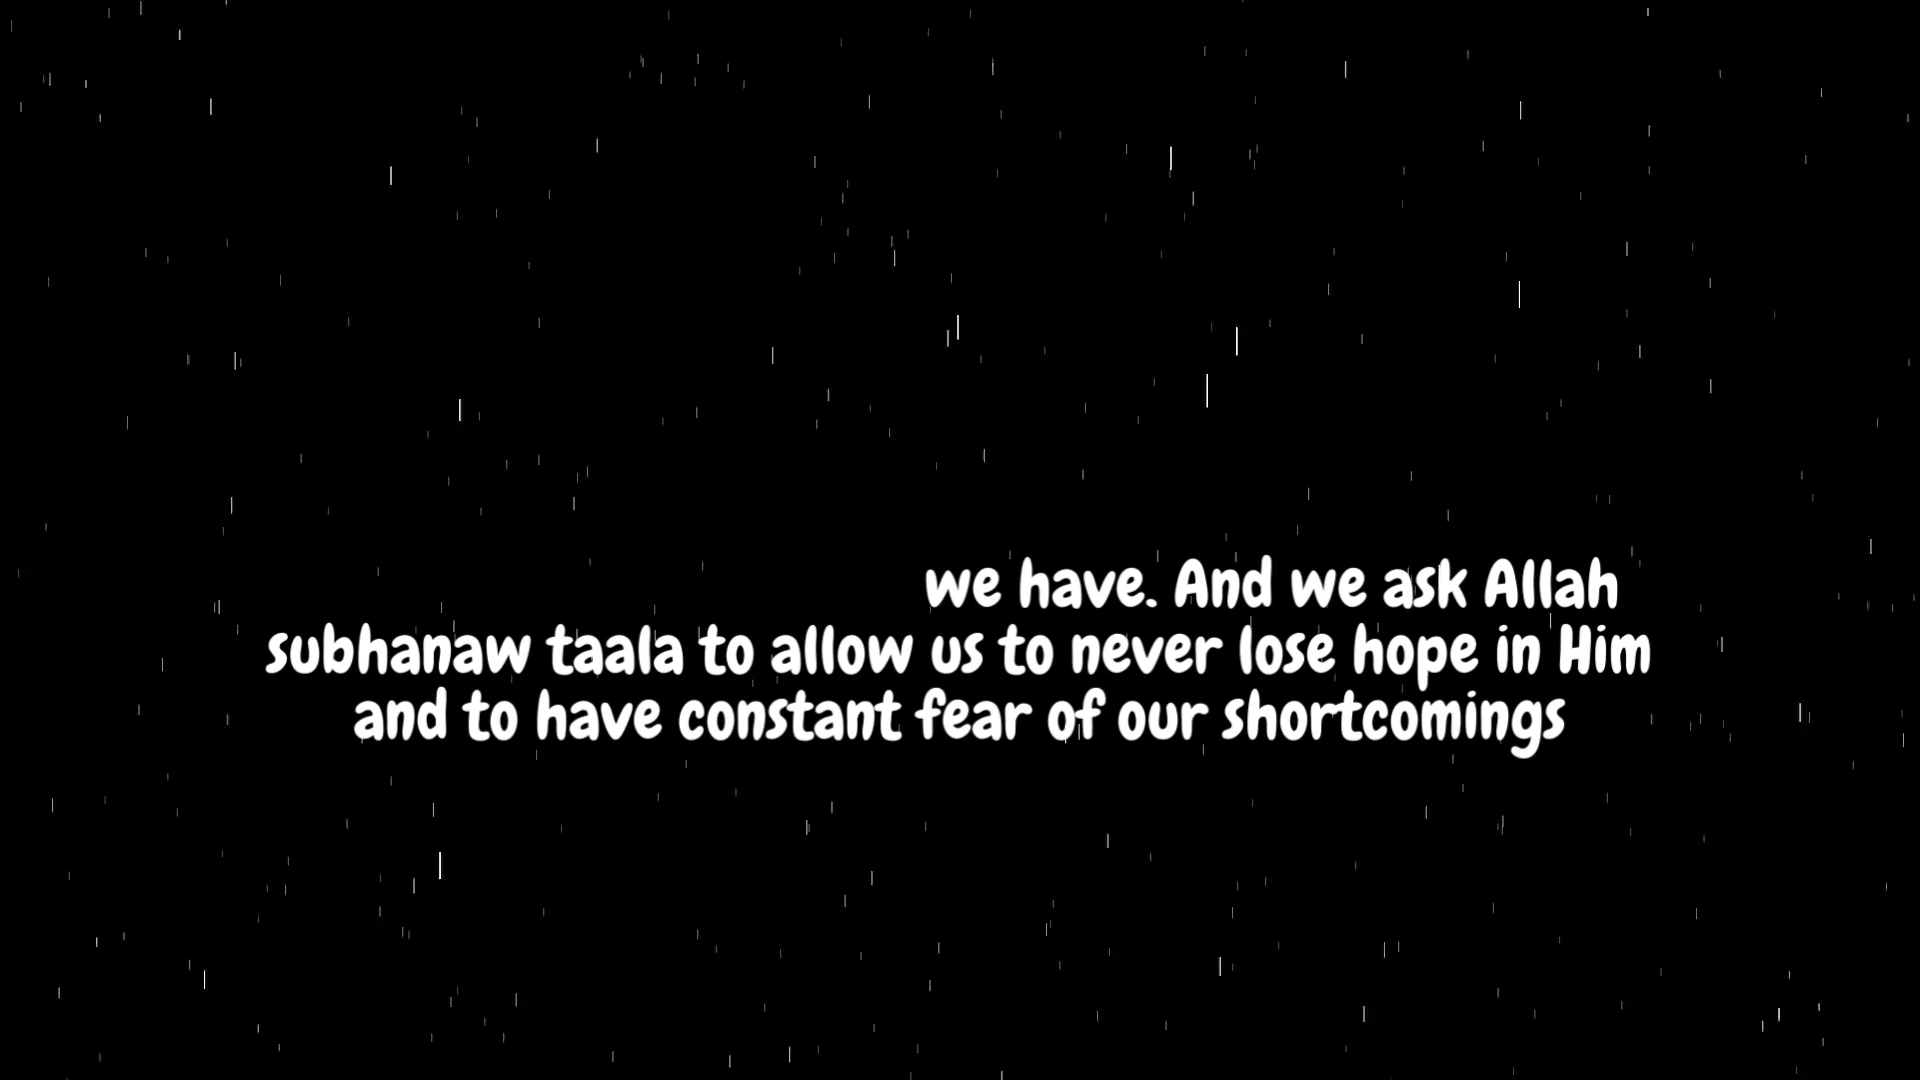 we have. And we ask Allah
subhanaw taala to allow us to never lose hope in Him
and to have constant fear of our shortcomings